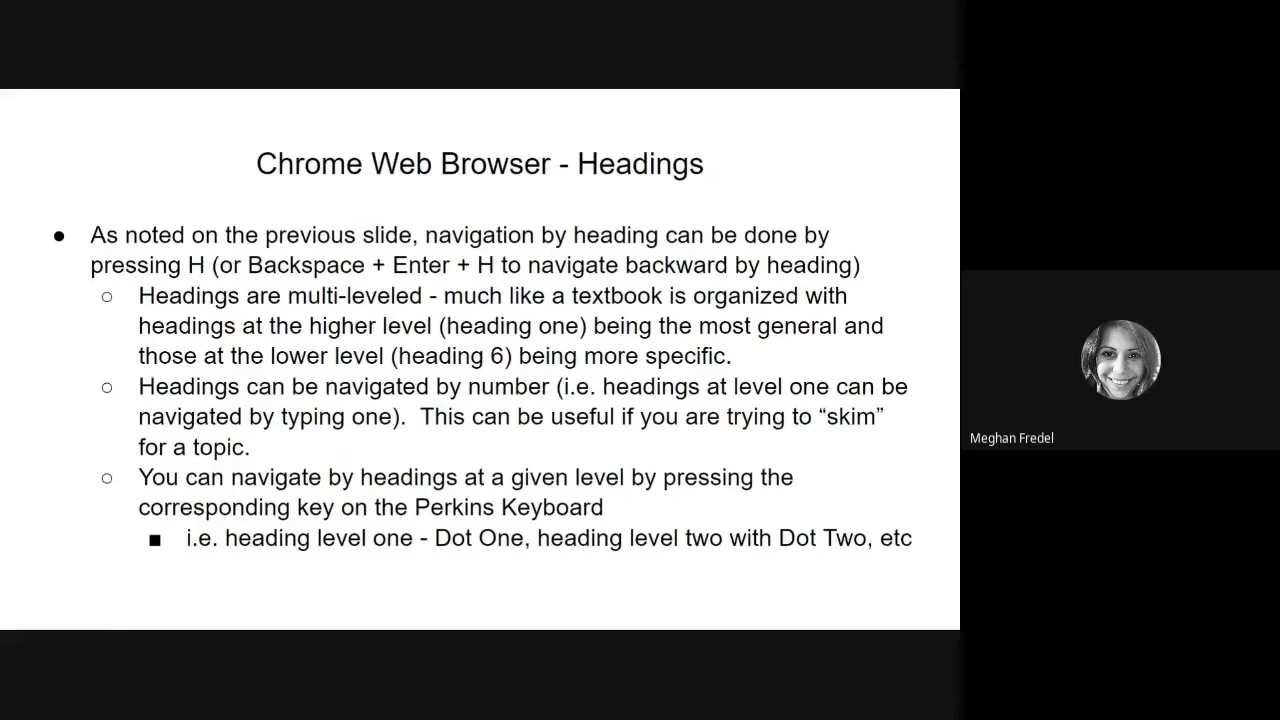 Chrome Web Browser - Headings
● As noted on the previous slide, navigation by heading can be done by
pressing H (or Backspace + Enter + H to navigate backward by heading)
○ Headings are multi-leveled - much like a textbook is organized with
headings at the higher level (heading one) being the most general and
those at the lower level (heading 6) being more specific.
○ Headings can be navigated by number (i.e. headings at level one can be
navigated by typing one).  This can be useful if you are trying to “skim”
for a topic.
○ You can navigate by headings at a given level by pressing the
corresponding key on the Perkins Keyboard
■ i.e. heading level one - Dot One, heading level two with Dot Two, etc
Meghan Fredel